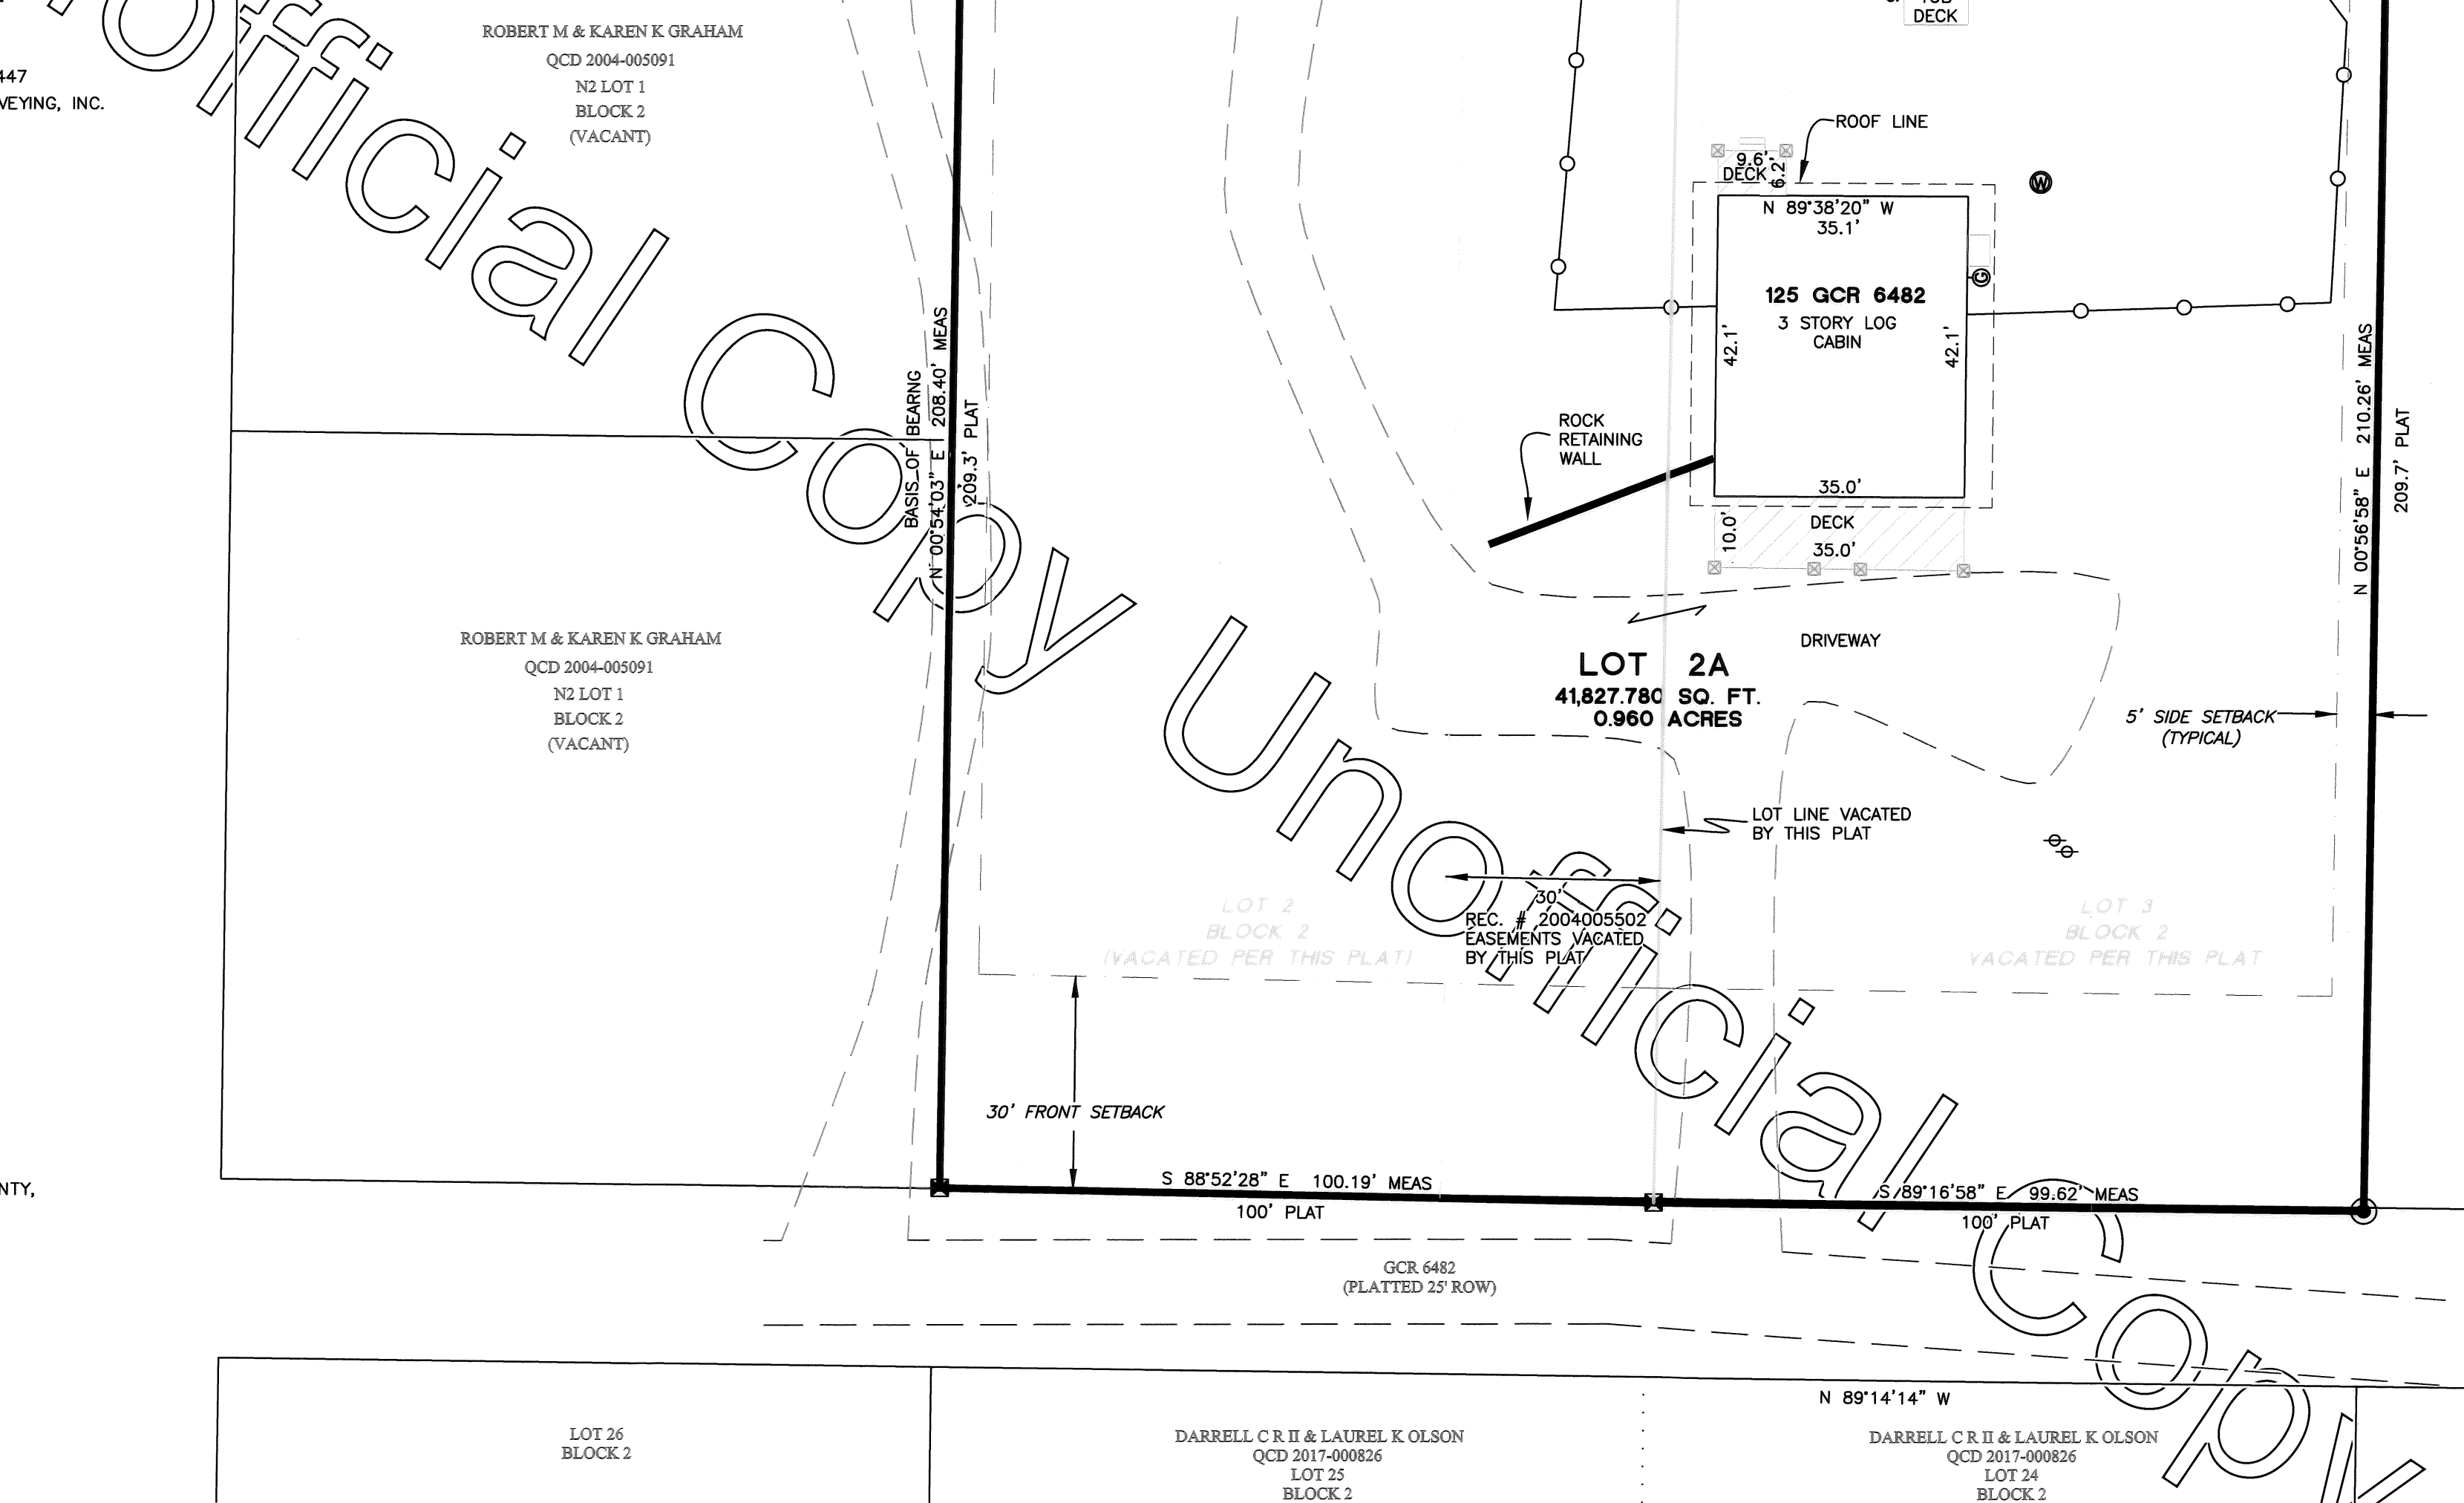 DECK
ROBERT M & KAREN K GRAHAM
QCD 2004-005091
N2 LOT 1
BLOCK 2
(VACANT)
447
VEYING, INC.
ROOF LINE
9.6'
DECK
6.2'
W
N 89°38'20" W
35.1'
G
125 GCR 6482
3 STORY LOG
CABIN
42.1'
42.1'
BASIS OF BEARNG
N 00°54'03" E 208.40' MEAS
209.3' PLAT
N 00°56'58" E 210.26' MEAS
209.7' PLAT
ROCK
RETAINING
WALL
35.0'
DECK
10.0'
35.0'
ROBERT M & KAREN K GRAHAM
QCD 2004-005091
N2 LOT 1
BLOCK 2
(VACANT)
DRIVEWAY
LOT 2A
41,827.780 SQ. FT.
0.960 ACRES
5' SIDE SETBACK
(TYPICAL)
LOT LINE VACATED
BY THIS PLAT
30'
REC. # 2004005502
EASEMENTS VACATED
BY THIS PLAT
LOT 2
BLOCK 2
(VACATED PER THIS PLAT)
LOT 3
BLOCK 2
VACATED PER THIS PLAT
30' FRONT SETBACK
NTY,
S 88°52'28" E 100.19' MEAS
100' PLAT
S 89°16'58" E 99.62' MEAS
100' PLAT
GCR 6482
(PLATTED 25' ROW)
N 89°14'14" W
LOT 26
BLOCK 2
DARRELL C R II & LAUREL K OLSON
QCD 2017-000826
LOT 25
BLOCK 2
DARRELL C R II & LAUREL K OLSON
QCD 2017-000826
LOT 24
BLOCK 2
official Copy Unofficial Copy